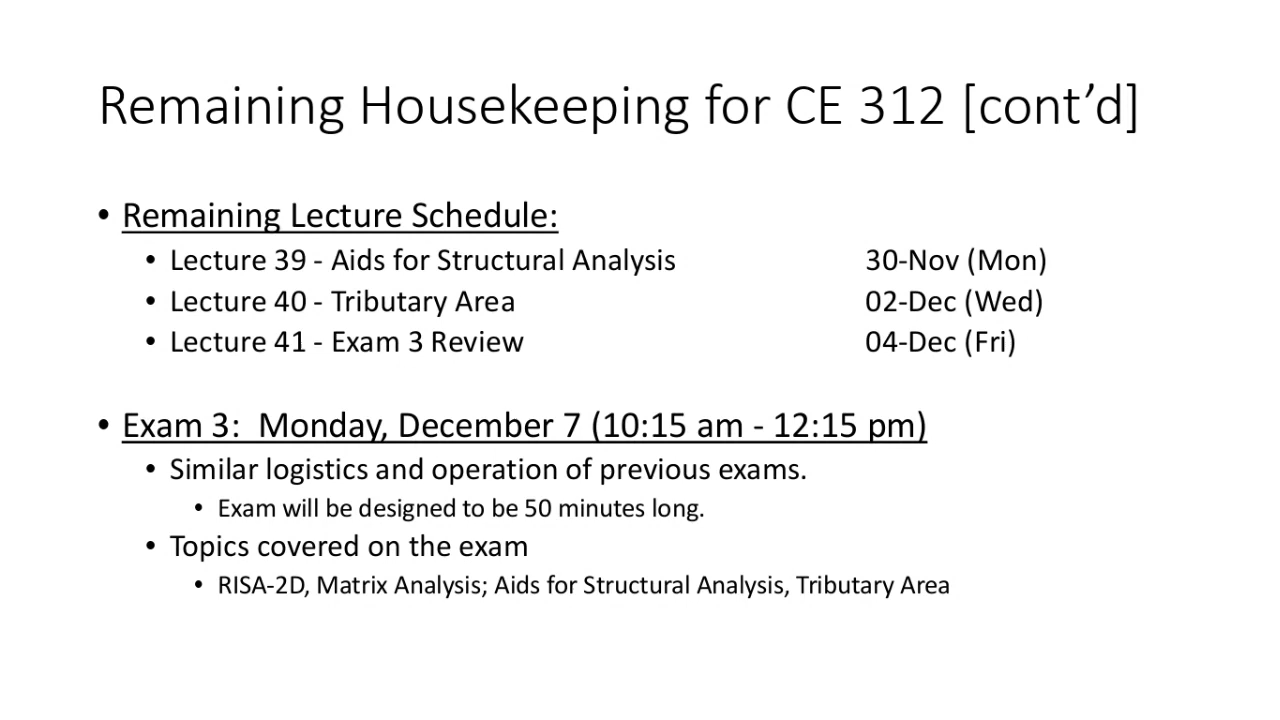 Remaining Housekeeping for CE 312 [cont’d]
• Remaining Lecture Schedule:
• Lecture 39 - Aids for Structural Analysis 30-Nov (Mon)
• Lecture 40 - Tributary Area 02-Dec (Wed)
• Lecture 41 - Exam 3 Review 04-Dec (Fri)
• Exam 3:  Monday, December 7 (10:15 am - 12:15 pm)
• Similar logistics and operation of previous exams.
• Exam will be designed to be 50 minutes long.
• Topics covered on the exam
• RISA-2D, Matrix Analysis; Aids for Structural Analysis, Tributary Area